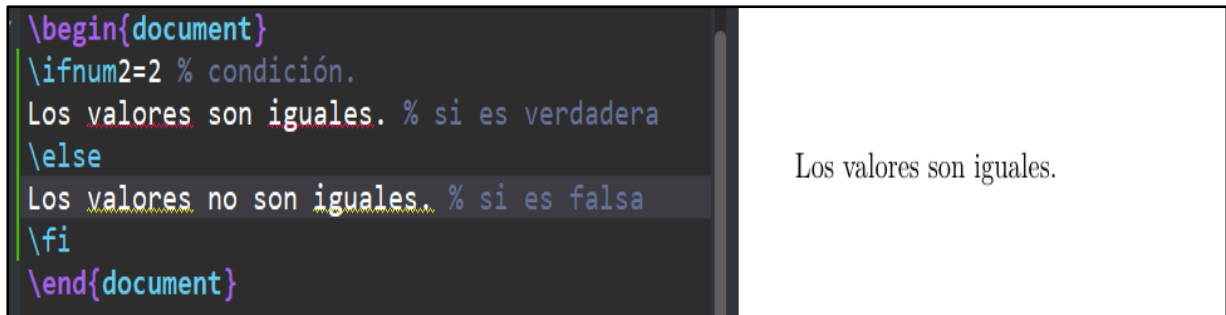 \begin{document}
\ifnum2=2 % condición.
Los valores son iguales. % si es verdadera
\else
Los valores no son iguales. % si es falsa
\fi
\end{document}
Los valores son iguales.